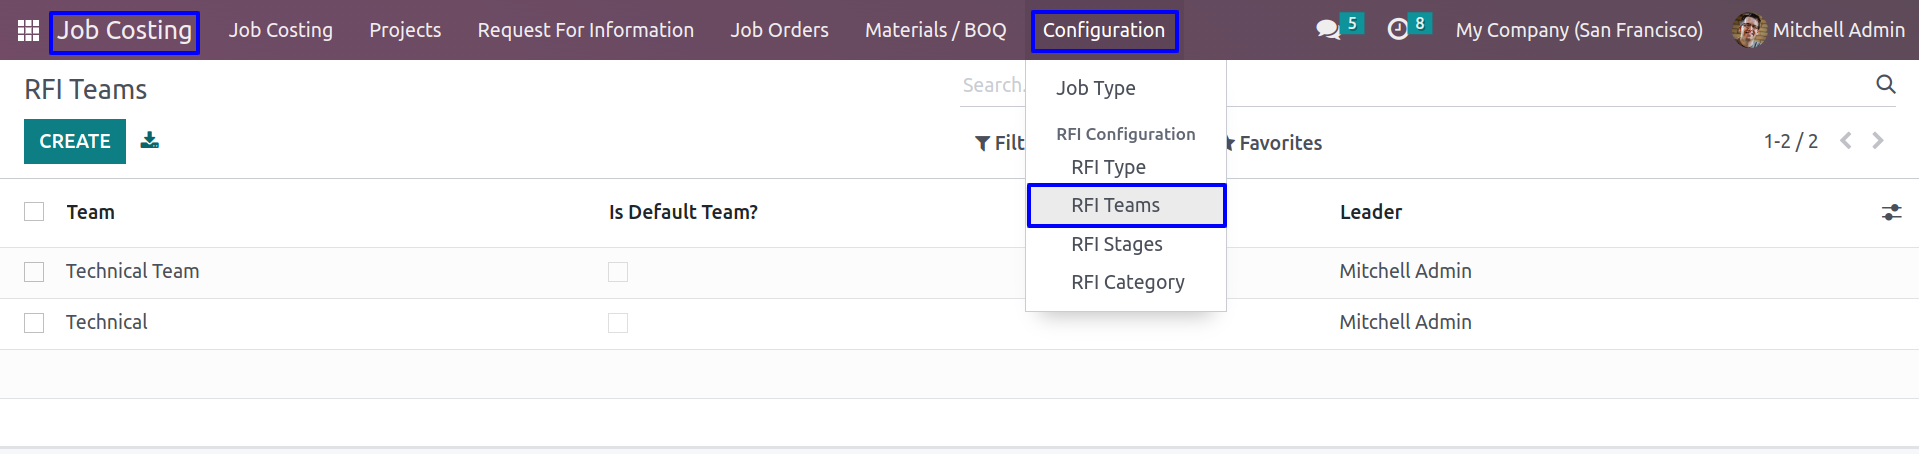 Job Costing Job Costing Projects Request For Information Job Orders Materials / BOQ Configuration 5 8 My Company (San Francisco) Mitchell Admin
RFI Teams Search. Job Type
CREATE Filt RFI Configuration Favorites 1-2 / 2
RFI Type
Team Is Default Team? RFI Teams Leader
RFI Stages
Technical Team Mitchell Admin
RFI Category
Technical Mitchell Admin